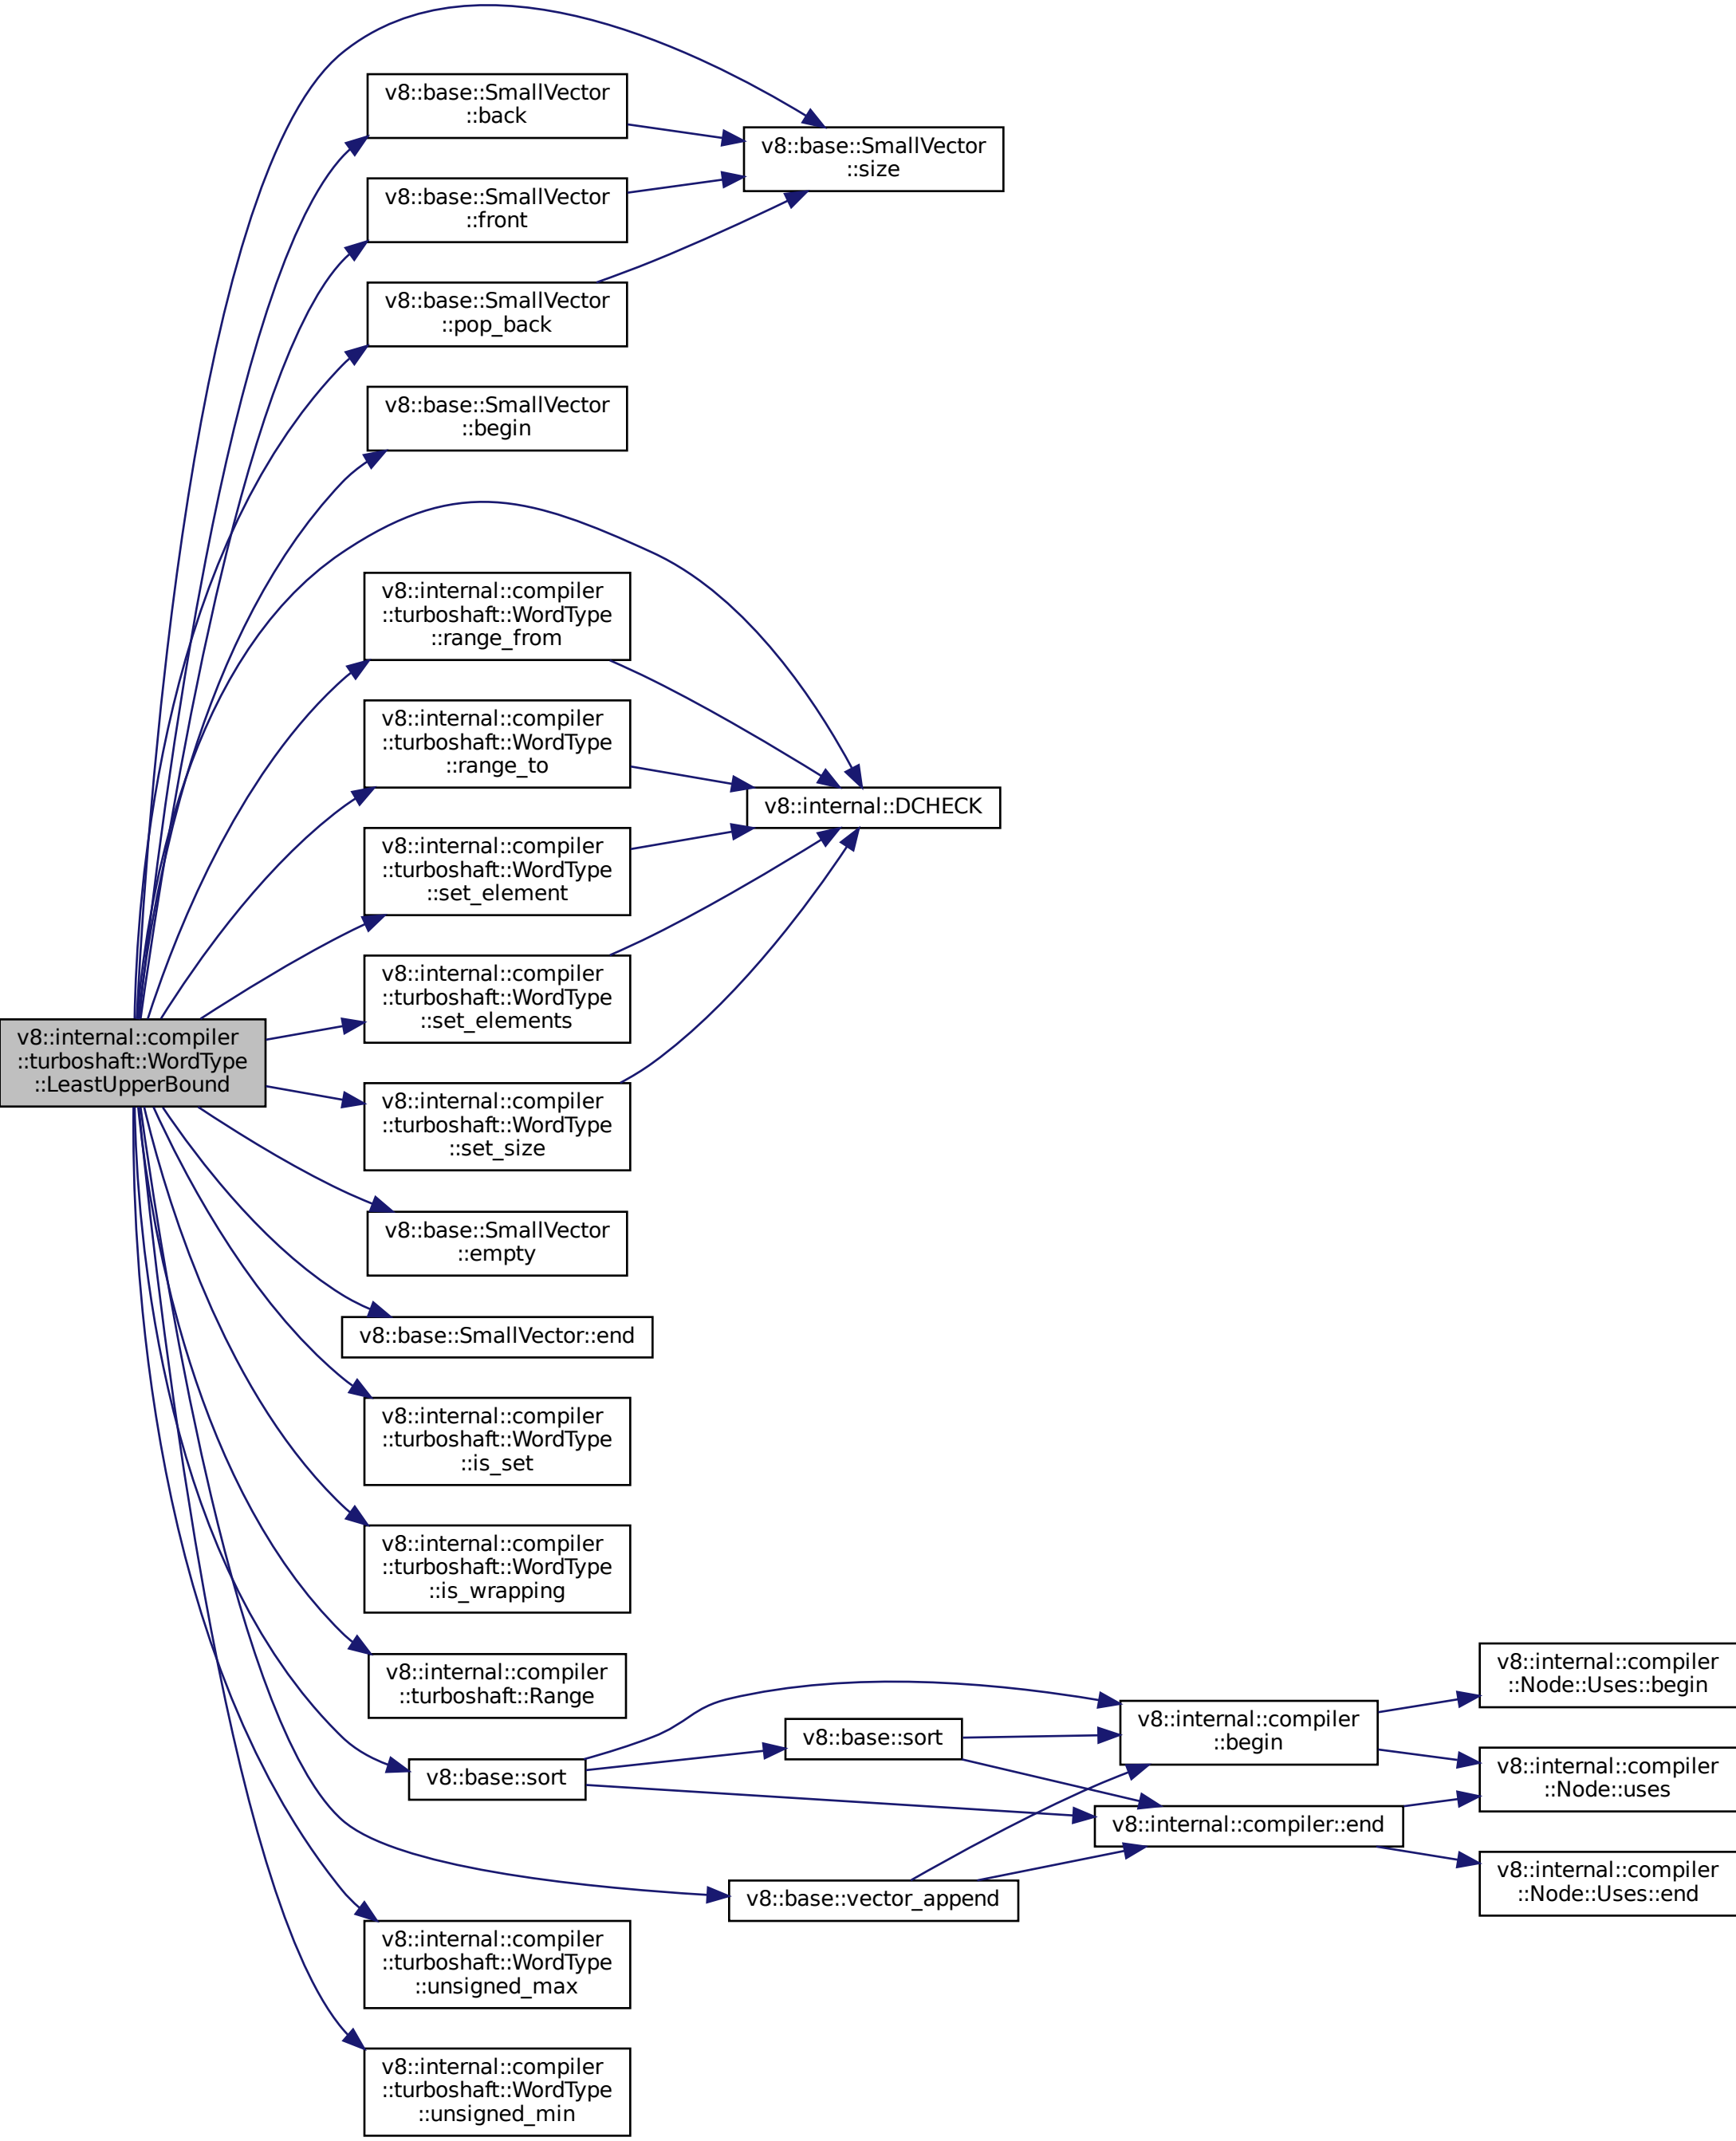 v8::base::SmallVector
::back
v8::base::SmallVector
::size
v8::base::SmallVector
::front
v8::base::SmallVector
::pop_back
v8::base::SmallVector
::begin
v8::internal::compiler
::turboshaft::WordType
::range_from
v8::internal::compiler
::turboshaft::WordType
::range_to
v8::internal::DCHECK
v8::internal::compiler
::turboshaft::WordType
::set_element
v8::internal::compiler
::turboshaft::WordType
::set_elements
v8::internal::compiler
::turboshaft::WordType
::LeastUpperBound
v8::internal::compiler
::turboshaft::WordType
::set_size
v8::base::SmallVector
::empty
v8::base::SmallVector::end
v8::internal::compiler
::turboshaft::WordType
::is_set
v8::internal::compiler
::turboshaft::WordType
::is_wrapping
v8::internal::compiler
::turboshaft::Range
v8::base::sort
v8::base::sort
v8::internal::compiler
::begin
v8::internal::compiler
::Node::Uses::begin
v8::internal::compiler
::Node::uses
v8::internal::compiler::end
v8::internal::compiler
::Node::Uses::end
v8::base::vector_append
v8::internal::compiler
::turboshaft::WordType
::unsigned_max
v8::internal::compiler
::turboshaft::WordType
::unsigned_min